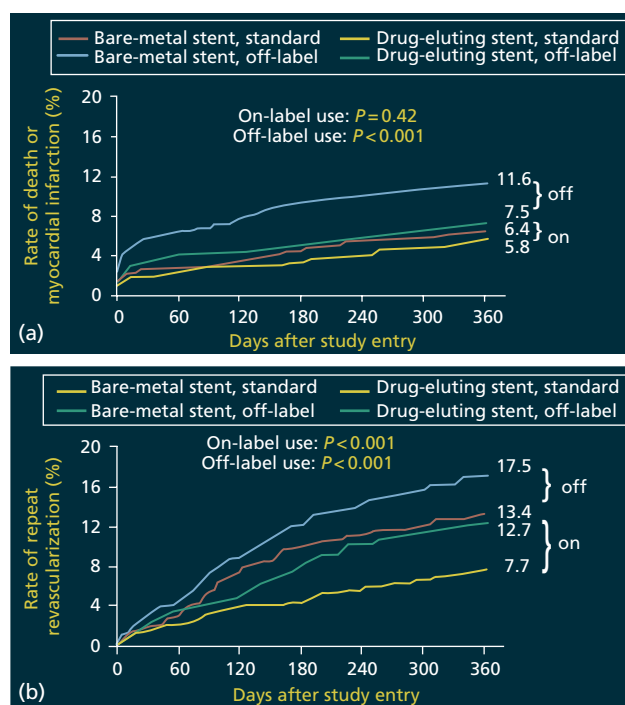 Bare-metal stent, standard Drug-eluting stent, standard
Bare-metal stent, off-label Drug-eluting stent, off-label
Rate of death or
myocardial infarction (%)
20
16
12
8
4
0
On-label use: P=0.42
Off-label use: P<0.001
11.6
7.5
6.4
5.8
} off
} on
0 60 120 180 240 300 360
Days after study entry
(a)
Bare-metal stent, standard Drug-eluting stent, standard
Bare-metal stent, off-label Drug-eluting stent, off-label
Rate of repeat
revascularization (%)
20
16
12
8
4
0
On-label use: P<0.001
Off-label use: P<0.001
17.5
13.4
12.7
7.7
} off
} on
0 60 120 180 240 300 360
Days after study entry
(b)